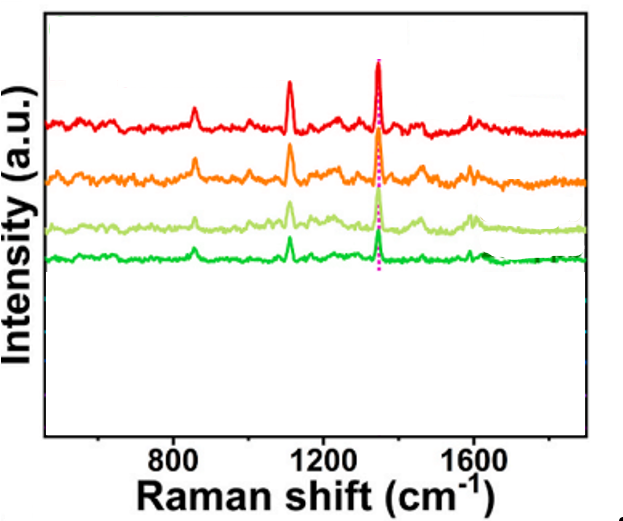 Intensity (a.u.)
800 1200 1600
Raman shift (cm⁻¹)